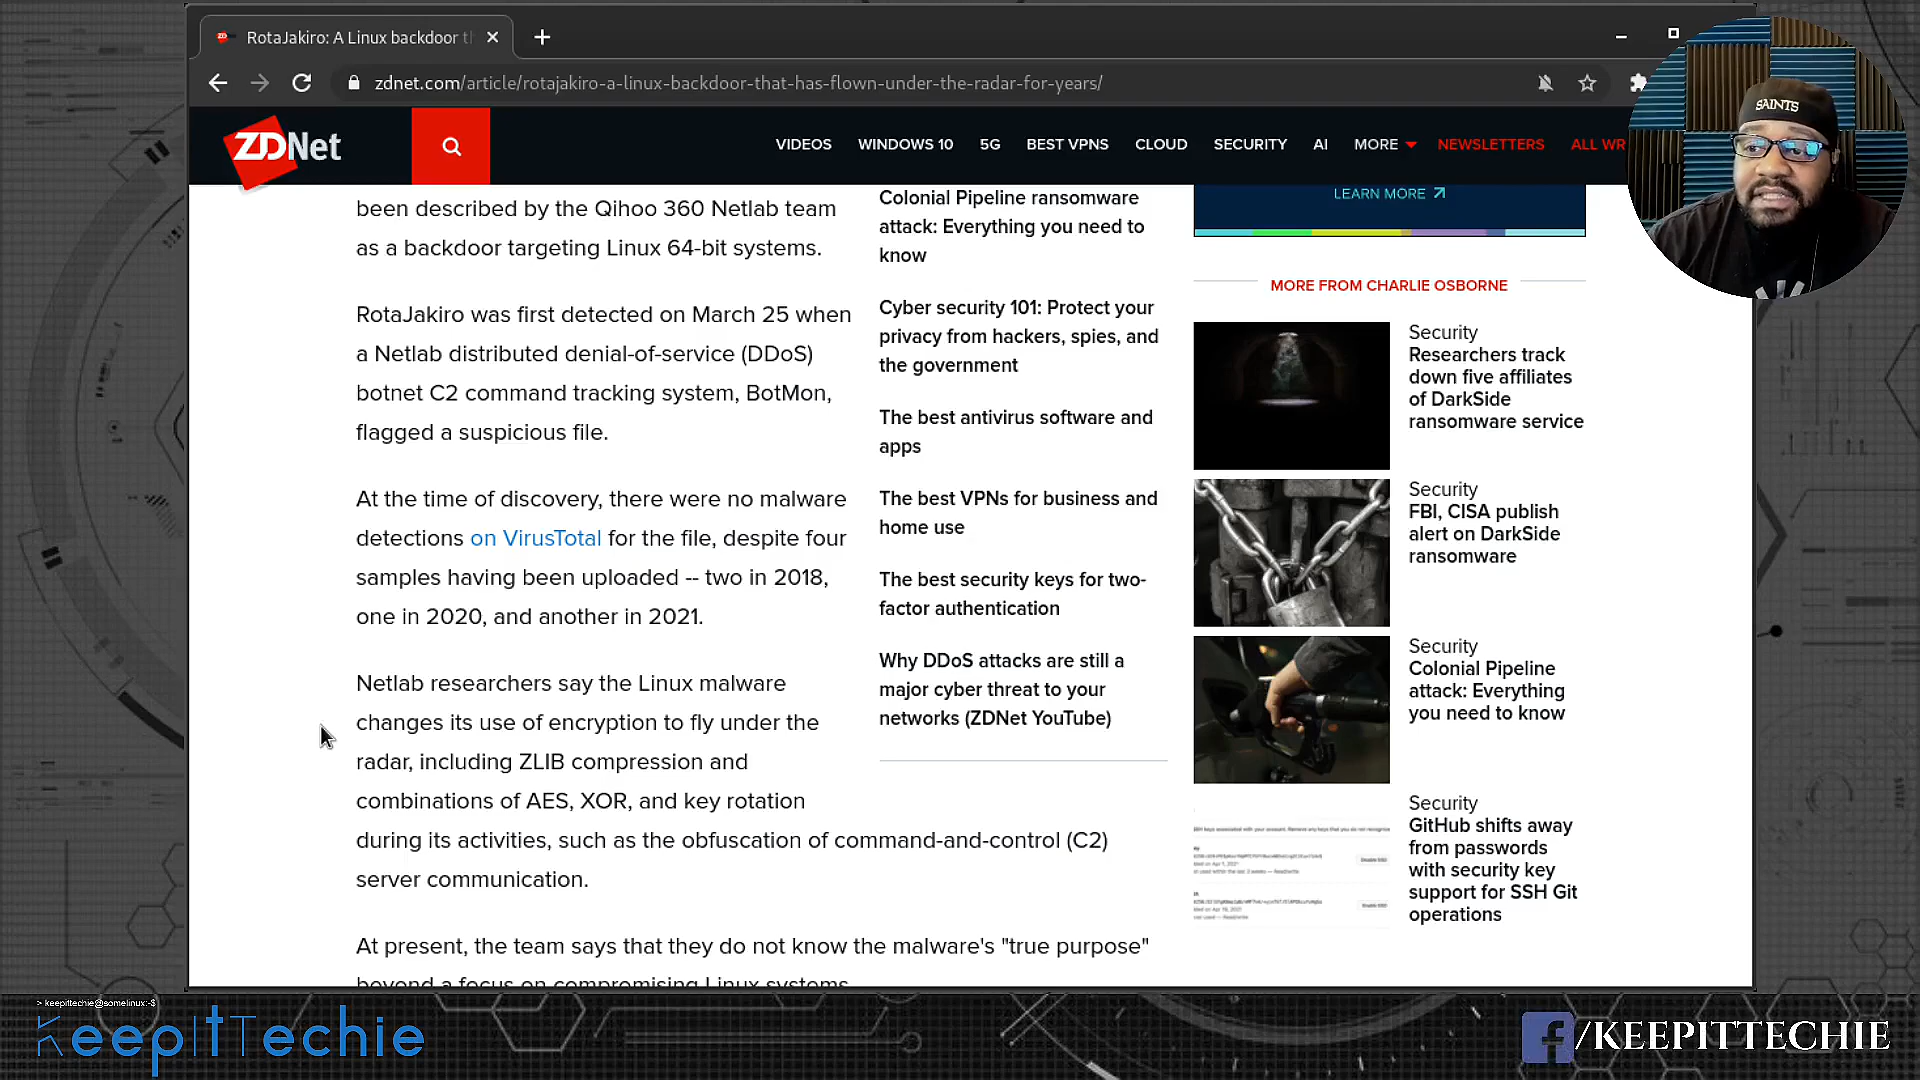 RotaJakiro: A Linux backdoor t
zdnet.com/article/rotajakiro-a-linux-backdoor-that-has-flown-under-the-radar-for-years/
ZDNet
VIDEOS WINDOWS 10 5G BEST VPNS CLOUD SECURITY AI MORE NEWSLETTERS ALL WR
SAINTS
been described by the Qihoo 360 Netlab team
as a backdoor targeting Linux 64-bit systems.
RotaJakiro was first detected on March 25 when
a Netlab distributed denial-of-service (DDoS)
botnet C2 command tracking system, BotMon,
flagged a suspicious file.
At the time of discovery, there were no malware
detections on VirusTotal for the file, despite four
samples having been uploaded -- two in 2018,
one in 2020, and another in 2021.
Netlab researchers say the Linux malware
changes its use of encryption to fly under the
radar, including ZLIB compression and
combinations of AES, XOR, and key rotation
during its activities, such as the obfuscation of command-and-control (C2)
server communication.
At present, the team says that they do not know the malware's "true purpose"
beyond a focus on compromising Linux systems.
Colonial Pipeline ransomware
attack: Everything you need to
know
Cyber security 101: Protect your
privacy from hackers, spies, and
the government
The best antivirus software and
apps
The best VPNs for business and
home use
The best security keys for two-
factor authentication
Why DDoS attacks are still a
major cyber threat to your
networks (ZDNet YouTube)
LEARN MORE
MORE FROM CHARLIE OSBORNE
Security
Researchers track
down five affiliates
of DarkSide
ransomware service
Security
FBI, CISA publish
alert on DarkSide
ransomware
Security
Colonial Pipeline
attack: Everything
you need to know
Security
GitHub shifts away
from passwords
with security key
support for SSH Git
operations
> keepittechie@somelinux:~$
KeepItTechie
/KEEPITTECHIE